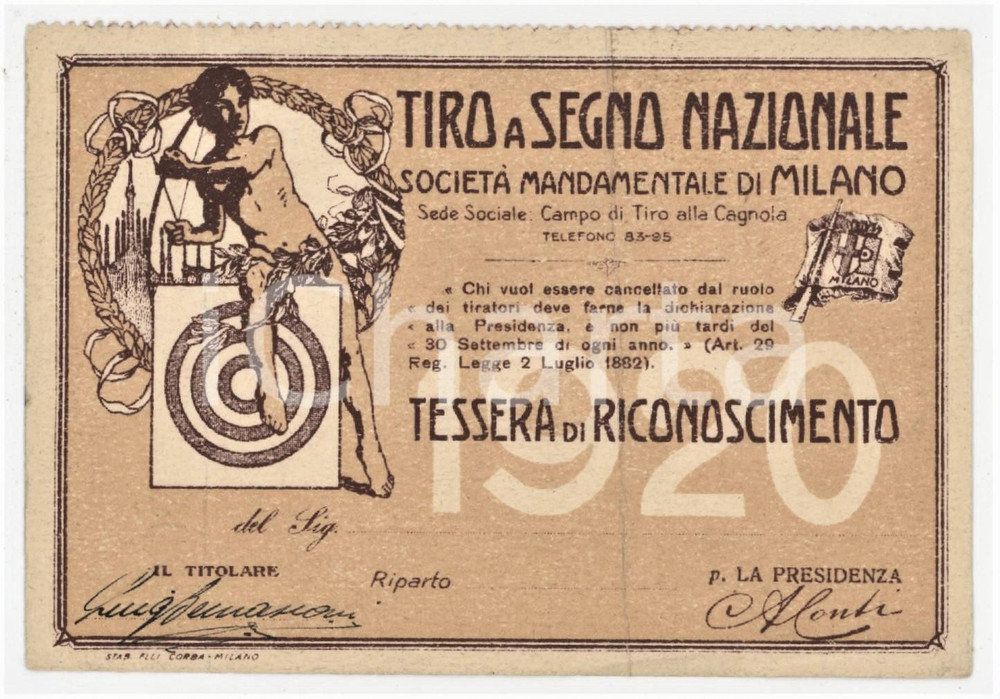 TIRO A SEGNO NAZIONALE
SOCIETÀ MANDAMENTALE DI MILANO
Sede Sociale: Campo di Tiro alla Cagnola
TELEFONO 83-95
MILANO
« Chi vuol essere cancellato dal ruolo
« dei tiratori deve farne la dichiarazione
« alla Presidenza, e non più tardi del
« 30 Settembre di ogni anno. » (Art. 29
Reg. Legge 2 Luglio 1882).
1920
TESSERA DI RICONOSCIMENTO
del Sig.
IL TITOLARE
Riparto
p. LA PRESIDENZA
Luigi
A Conti
STAB. F.LLI CORBA - MILANO